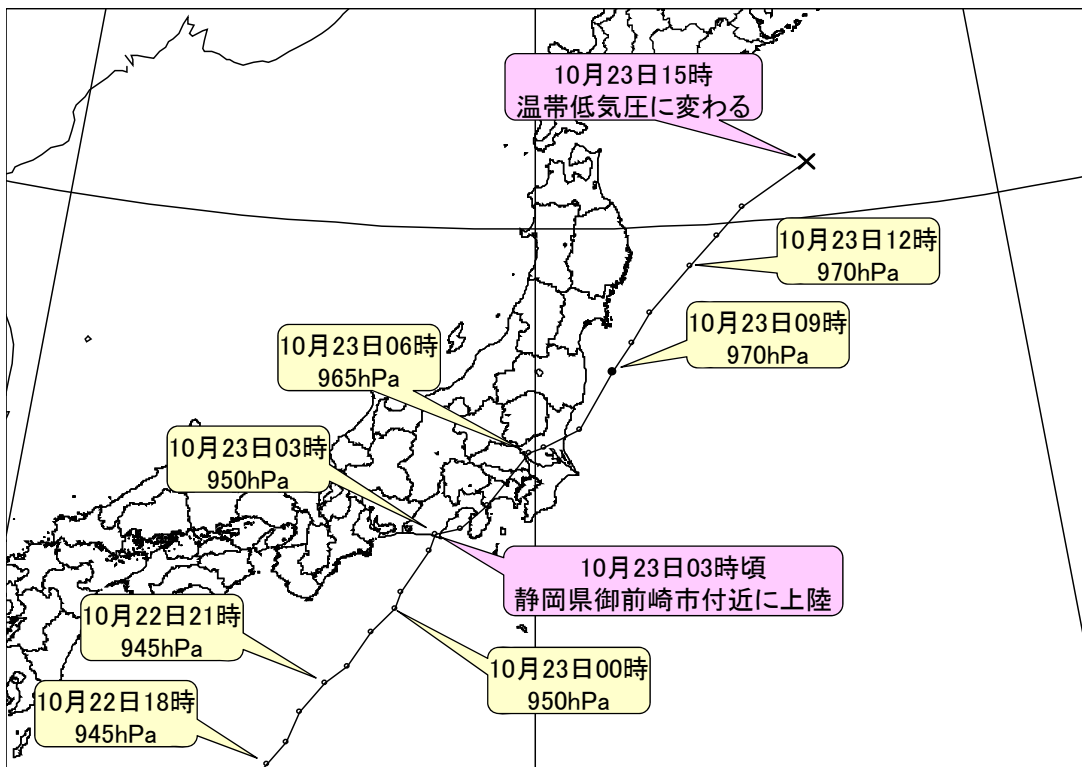 10月23日15時
温帯低気圧に変わる
10月23日12時
970hPa
10月23日09時
970hPa
10月23日06時
965hPa
10月23日03時
950hPa
10月23日03時頃
静岡県御前崎市付近に上陸
10月22日21時
945hPa
10月23日00時
950hPa
10月22日18時
945hPa